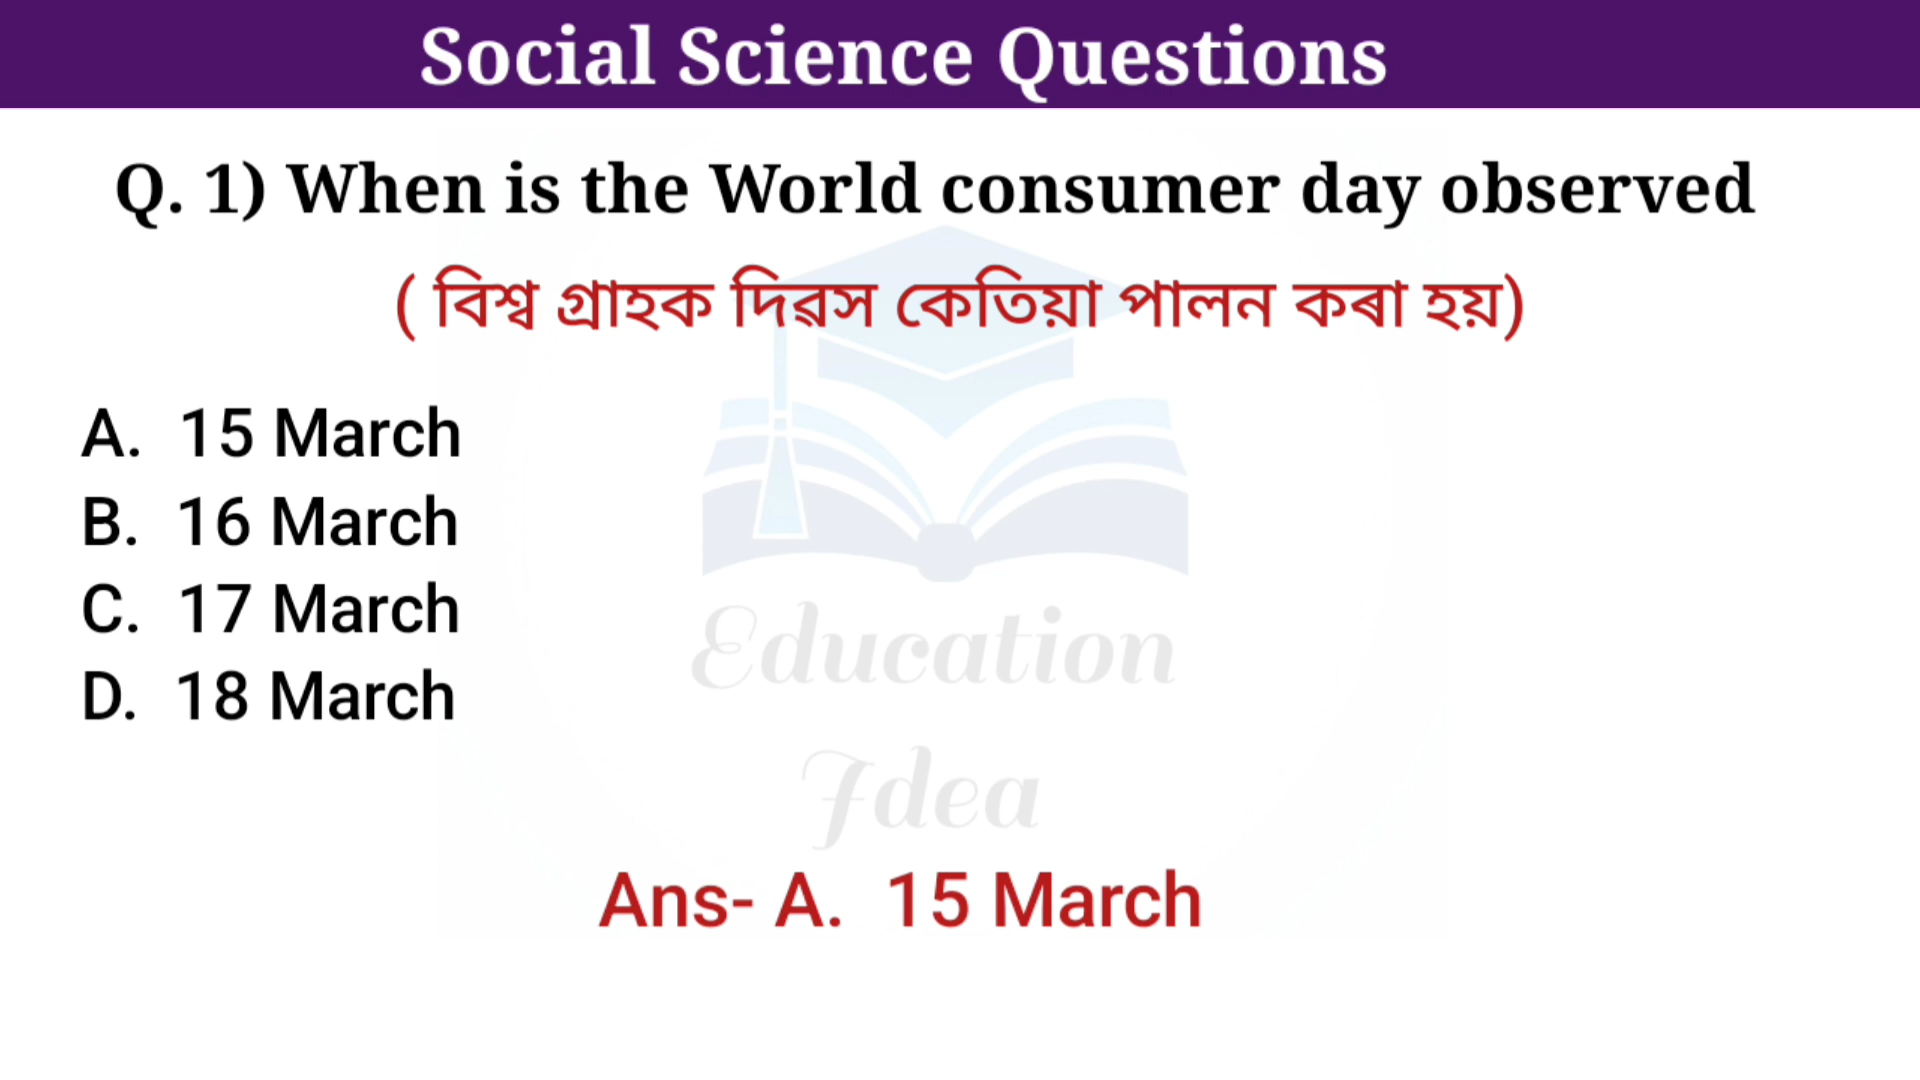 Social Science Questions
Q. 1) When is the World consumer day observed
( বিশ্ব গ্ৰাহক দিৱস কেতিয়া পালন কৰা হয়)
A. 15 March
B. 16 March
C. 17 March
D. 18 March
Education
Idea
Ans- A. 15 March